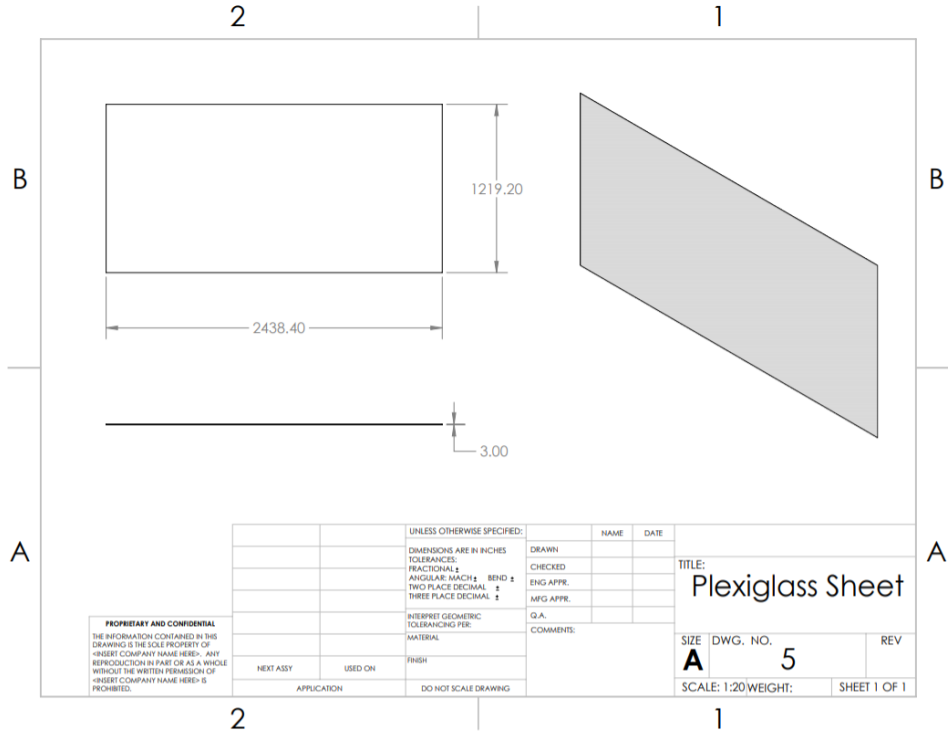 2
1
B
B
1219.20
2438.40
3.00
A
A
UNLESS OTHERWISE SPECIFIED:
DIMENSIONS ARE IN INCHES
TOLERANCES:
FRACTIONAL ±
ANGULAR: MACH ± BEND ±
TWO PLACE DECIMAL ±
THREE PLACE DECIMAL ±
INTERPRET GEOMETRIC
TOLERANCING PER:
MATERIAL
FINISH
DO NOT SCALE DRAWING
NAME
DATE
DRAWN
CHECKED
ENG APPR.
MFG APPR.
Q.A.
COMMENTS:
TITLE:
Plexiglass Sheet
SIZE
A
DWG. NO.
5
REV
SCALE: 1:20
WEIGHT:
SHEET 1 OF 1
PROPRIETARY AND CONFIDENTIAL
THE INFORMATION CONTAINED IN THIS
DRAWING IS THE SOLE PROPERTY OF
<INSERT COMPANY NAME HERE>. ANY
REPRODUCTION IN PART OR AS A WHOLE
WITHOUT THE WRITTEN PERMISSION OF
<INSERT COMPANY NAME HERE> IS
PROHIBITED.
NEXT ASSY
USED ON
APPLICATION
2
1